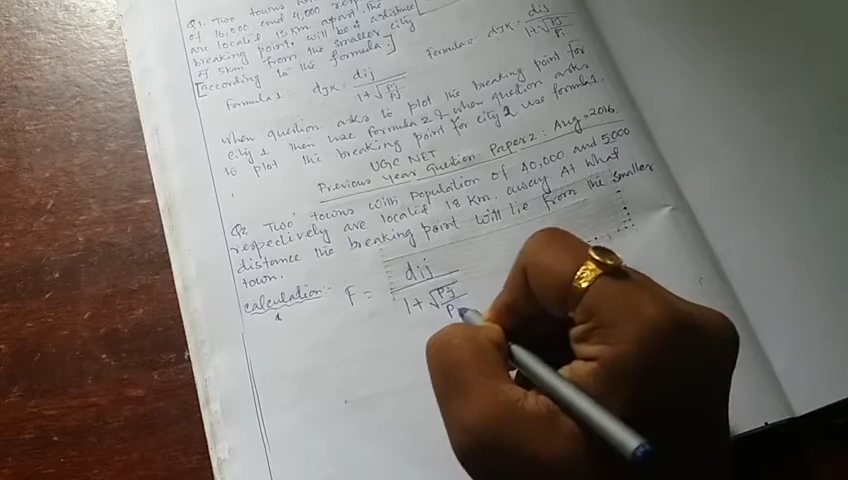 Q1. Two towns
of 16,000 and 4,000
are located 15 km apart, the
breaking point will be a distance
of 5km from the smaller city
[according to the formula.]
Formula 1 djk = dij / 1+√Pi/Pj Formula 2 djk = dij / 1+√Pj/Pi
When question asks to plot the breaking point for
city 1 then use formula 2 & when question asks
to plot the breaking point for city 2 use formula 1.
UGC NET
Previous Year Question: Paper 2: Aug, 2016.
Q2 Two towns with population of 40,000 and 5,000
respectively are locatif 18 Km. away At what
distance the breaking point will lie from the smaller
town.
calculation:- F = dij / 1+√Pj/P